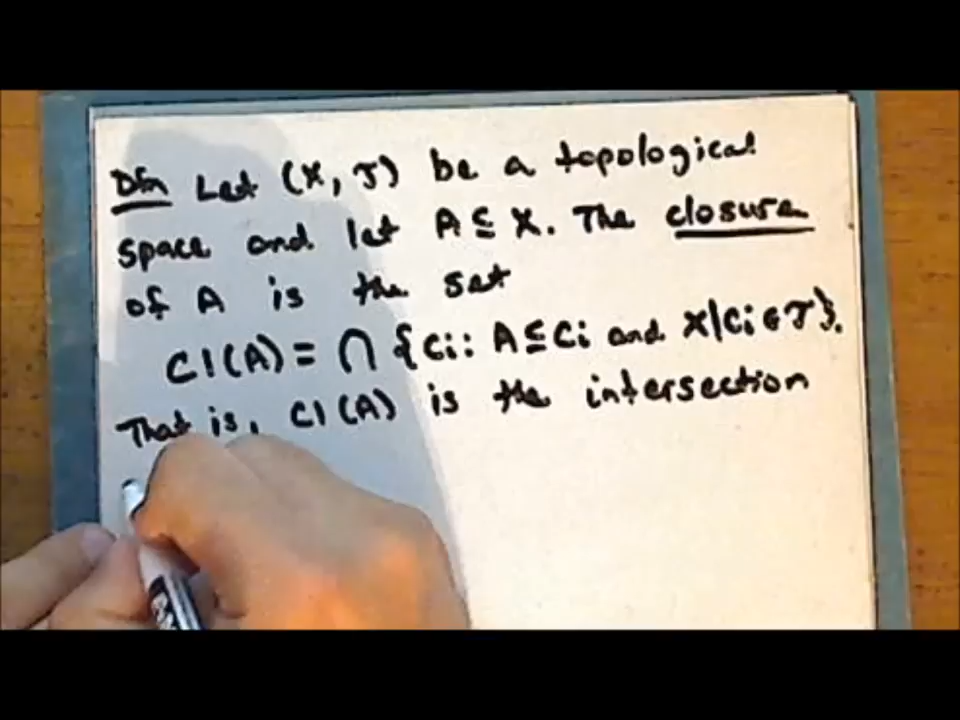 Dfn Let (X, 𝒯) be a topological
space and let A ⊆ X. The closure
of A is the set
Cl(A) = ∩ {Ci : A ⊆ Ci and X|Ci ∈ 𝒯}.
That is, Cl(A) is the intersection